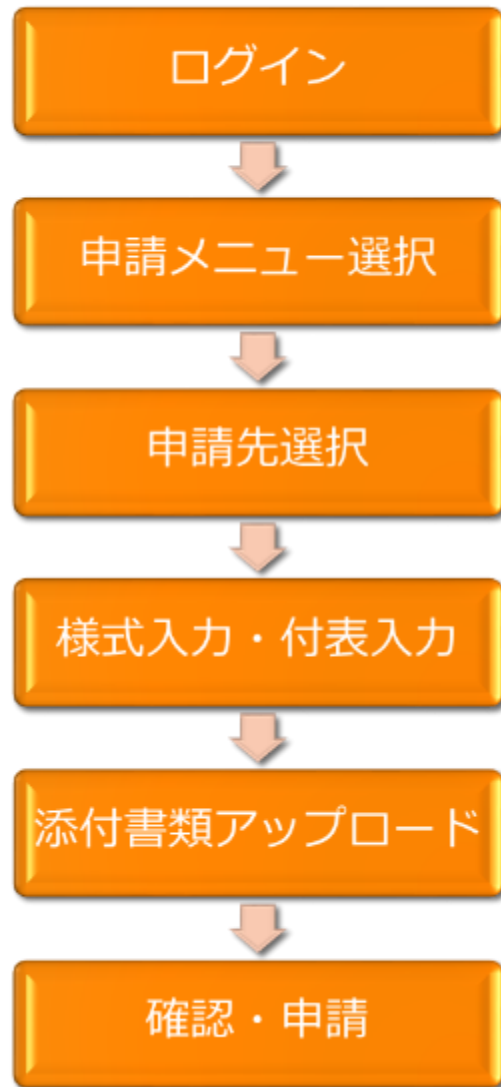 ログイン
申請メニュー選択
申請先選択
様式入力・付表入力
添付書類アップロード
確認・申請